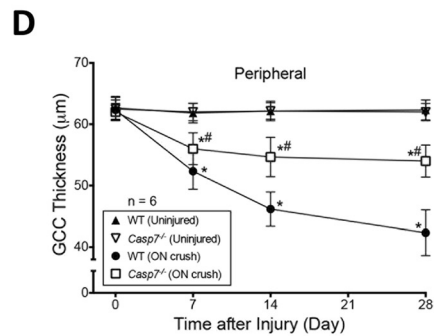 D
Peripheral
GCC Thickness (μm)
70
60
50
40
0
*#
*#
*#
*
*
*
n = 6
▲ WT (Uninjured)
▽ Casp7-/- (Uninjured)
● WT (ON crush)
□ Casp7-/- (ON crush)
0 7 14 21 28
Time after Injury (Day)